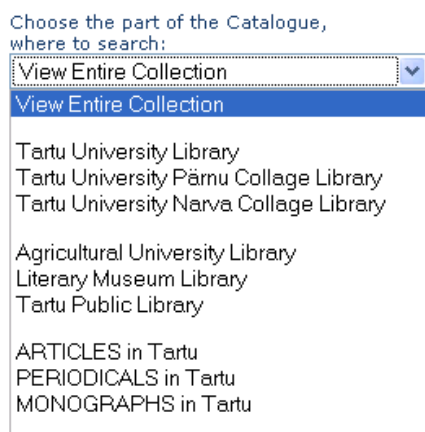 Choose the part of the Catalogue,
where to search:
View Entire Collection
View Entire Collection
Tartu University Library
Tartu University Pärnu Collage Library
Tartu University Narva Collage Library
Agricultural University Library
Literary Museum Library
Tartu Public Library
ARTICLES in Tartu
PERIODICALS in Tartu
MONOGRAPHS in Tartu